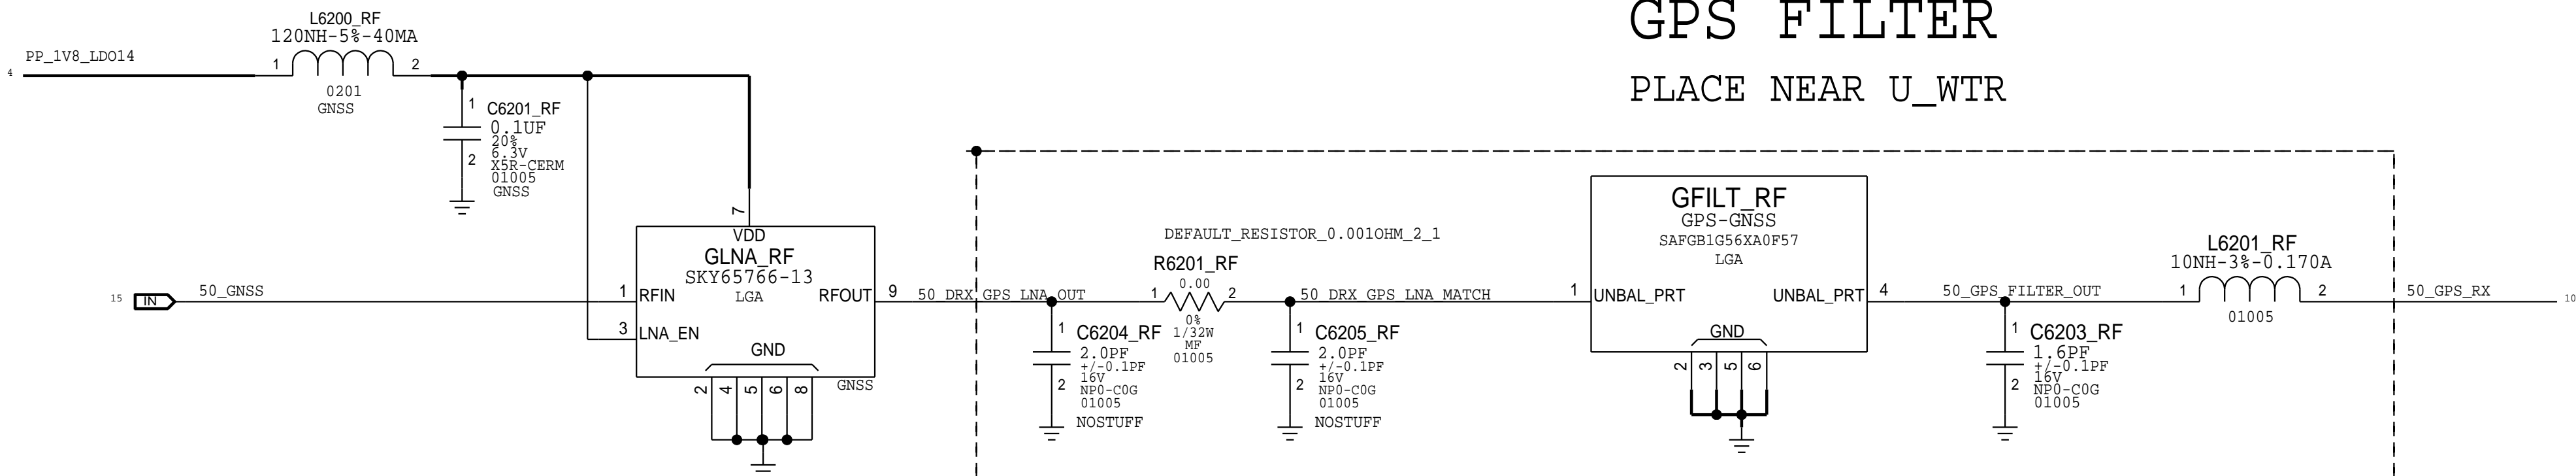 GPS FILTER
PLACE NEAR U_WTR
L6200_RF
120NH-5%-40MA
PP_1V8_LDO14
4
1
2
0201
GNSS
1
C6201_RF
0.1UF
20%
6.3V
X5R-CERM
01005
GNSS
2
7
VDD
GLNA_RF
SKY65766-13
LGA
15
IN
50_GNSS
1
RFIN
RFOUT
9
3
LNA_EN
GND
GNSS
2
4
5
6
8
50_DRX_GPS_LNA_OUT
DEFAULT_RESISTOR_0.001OHM_2_1
R6201_RF
0.00
1
2
0%
1/32W
MF
01005
50_DRX_GPS_LNA_MATCH
1
C6204_RF
2.0PF
+/-0.1PF
16V
NP0-C0G
01005
NOSTUFF
2
1
C6205_RF
2.0PF
+/-0.1PF
16V
NP0-C0G
01005
NOSTUFF
2
GFILT_RF
GPS-GNSS
SAFGB1G56XA0F57
LGA
1
UNBAL_PRT
UNBAL_PRT
4
GND
2
3
5
6
50_GPS_FILTER_OUT
1
C6203_RF
1.6PF
+/-0.1PF
16V
NP0-C0G
01005
2
L6201_RF
10NH-3%-0.170A
1
2
01005
50_GPS_RX
10